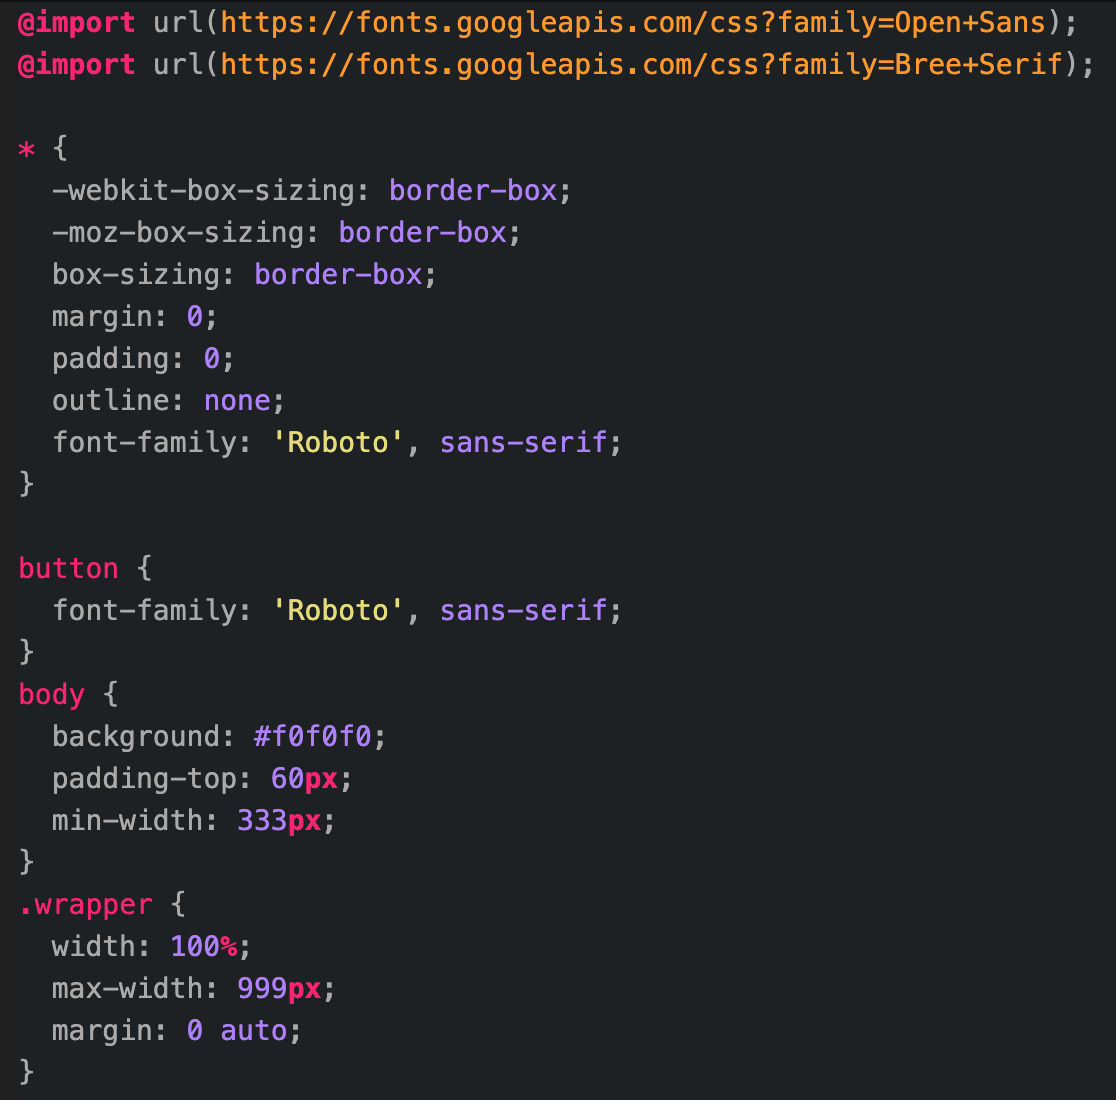 @import url(https://fonts.googleapis.com/css?family=Open+Sans);
@import url(https://fonts.googleapis.com/css?family=Bree+Serif);

* {
  -webkit-box-sizing: border-box;
  -moz-box-sizing: border-box;
  box-sizing: border-box;
  margin: 0;
  padding: 0;
  outline: none;
  font-family: 'Roboto', sans-serif;
}

button {
  font-family: 'Roboto', sans-serif;
}
body {
  background: #f0f0f0;
  padding-top: 60px;
  min-width: 333px;
}
.wrapper {
  width: 100%;
  max-width: 999px;
  margin: 0 auto;
}